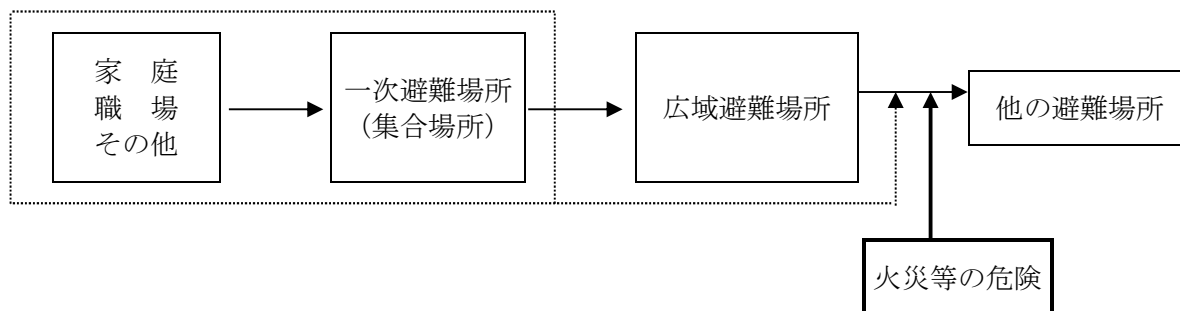 家　庭
職　場
その他
一次避難場所
（集合場所）
広域避難場所
他の避難場所
火災等の危険